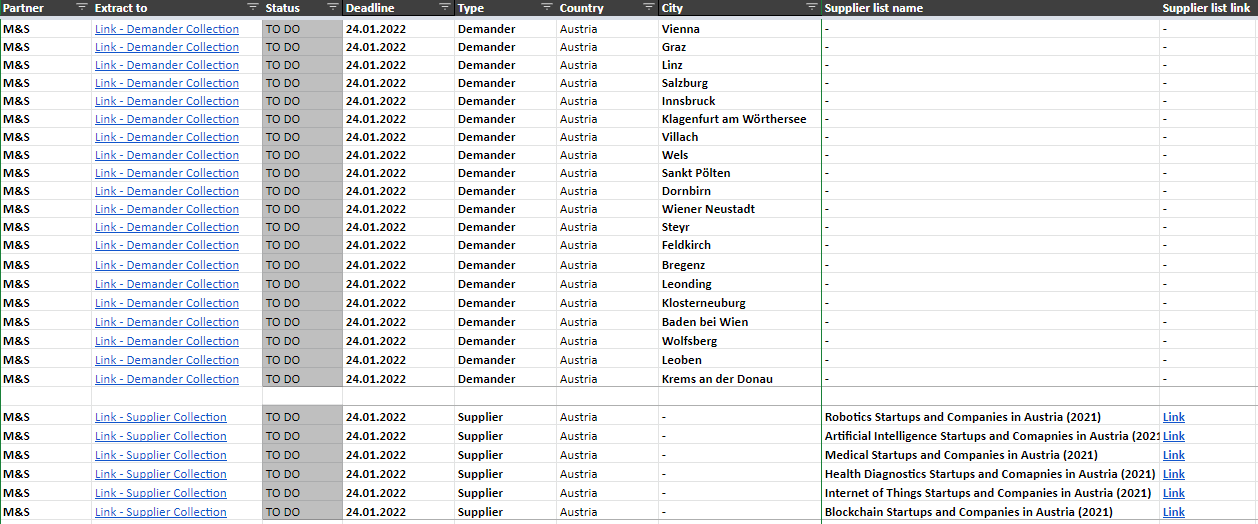 Partner Extract to Status Deadline Type Country City Supplier list name Supplier list link
M&S Link - Demander Collection TO DO 24.01.2022 Demander Austria Vienna - -
M&S Link - Demander Collection TO DO 24.01.2022 Demander Austria Graz - -
M&S Link - Demander Collection TO DO 24.01.2022 Demander Austria Linz - -
M&S Link - Demander Collection TO DO 24.01.2022 Demander Austria Salzburg - -
M&S Link - Demander Collection TO DO 24.01.2022 Demander Austria Innsbruck - -
M&S Link - Demander Collection TO DO 24.01.2022 Demander Austria Klagenfurt am Wörthersee - -
M&S Link - Demander Collection TO DO 24.01.2022 Demander Austria Villach - -
M&S Link - Demander Collection TO DO 24.01.2022 Demander Austria Wels - -
M&S Link - Demander Collection TO DO 24.01.2022 Demander Austria Sankt Pölten - -
M&S Link - Demander Collection TO DO 24.01.2022 Demander Austria Dornbirn - -
M&S Link - Demander Collection TO DO 24.01.2022 Demander Austria Wiener Neustadt - -
M&S Link - Demander Collection TO DO 24.01.2022 Demander Austria Steyr - -
M&S Link - Demander Collection TO DO 24.01.2022 Demander Austria Feldkirch - -
M&S Link - Demander Collection TO DO 24.01.2022 Demander Austria Bregenz - -
M&S Link - Demander Collection TO DO 24.01.2022 Demander Austria Leonding - -
M&S Link - Demander Collection TO DO 24.01.2022 Demander Austria Klosterneuburg - -
M&S Link - Demander Collection TO DO 24.01.2022 Demander Austria Baden bei Wien - -
M&S Link - Demander Collection TO DO 24.01.2022 Demander Austria Wolfsberg - -
M&S Link - Demander Collection TO DO 24.01.2022 Demander Austria Leoben - -
M&S Link - Demander Collection TO DO 24.01.2022 Demander Austria Krems an der Donau - -
M&S Link - Supplier Collection TO DO 24.01.2022 Supplier Austria - Robotics Startups and Companies in Austria (2021) Link
M&S Link - Supplier Collection TO DO 24.01.2022 Supplier Austria - Artificial Intelligence Startups and Comapnies in Austria (2021 Link
M&S Link - Supplier Collection TO DO 24.01.2022 Supplier Austria - Medical Startups and Companies in Austria (2021) Link
M&S Link - Supplier Collection TO DO 24.01.2022 Supplier Austria - Health Diagnostics Startups and Comapnies in Austria (2021) Link
M&S Link - Supplier Collection TO DO 24.01.2022 Supplier Austria - Internet of Things Startups and Companies in Austria (2021) Link
M&S Link - Supplier Collection TO DO 24.01.2022 Supplier Austria - Blockchain Startups and Companies in Austria (2021) Link